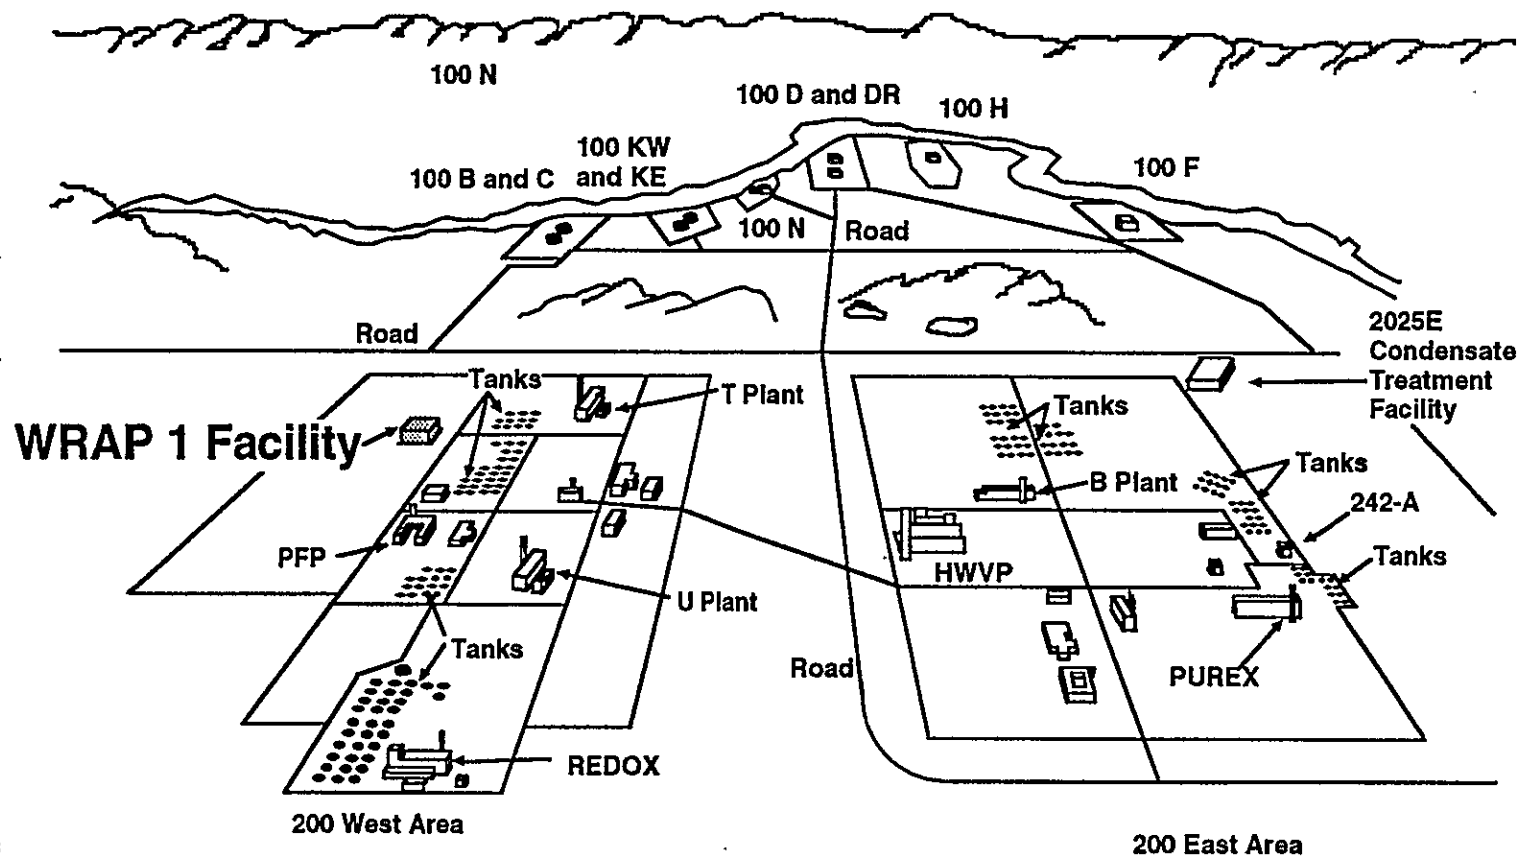 100 N
100 D and DR
100 H
100 KW
and KE
100 B and C
100 F
100 N
Road
Road
2025E
Condensate
Treatment
Facility
Tanks
T Plant
Tanks
WRAP 1 Facility
Tanks
B Plant
242-A
PFP
Tanks
HWVP
U Plant
Tanks
Road
PUREX
REDOX
200 West Area
200 East Area